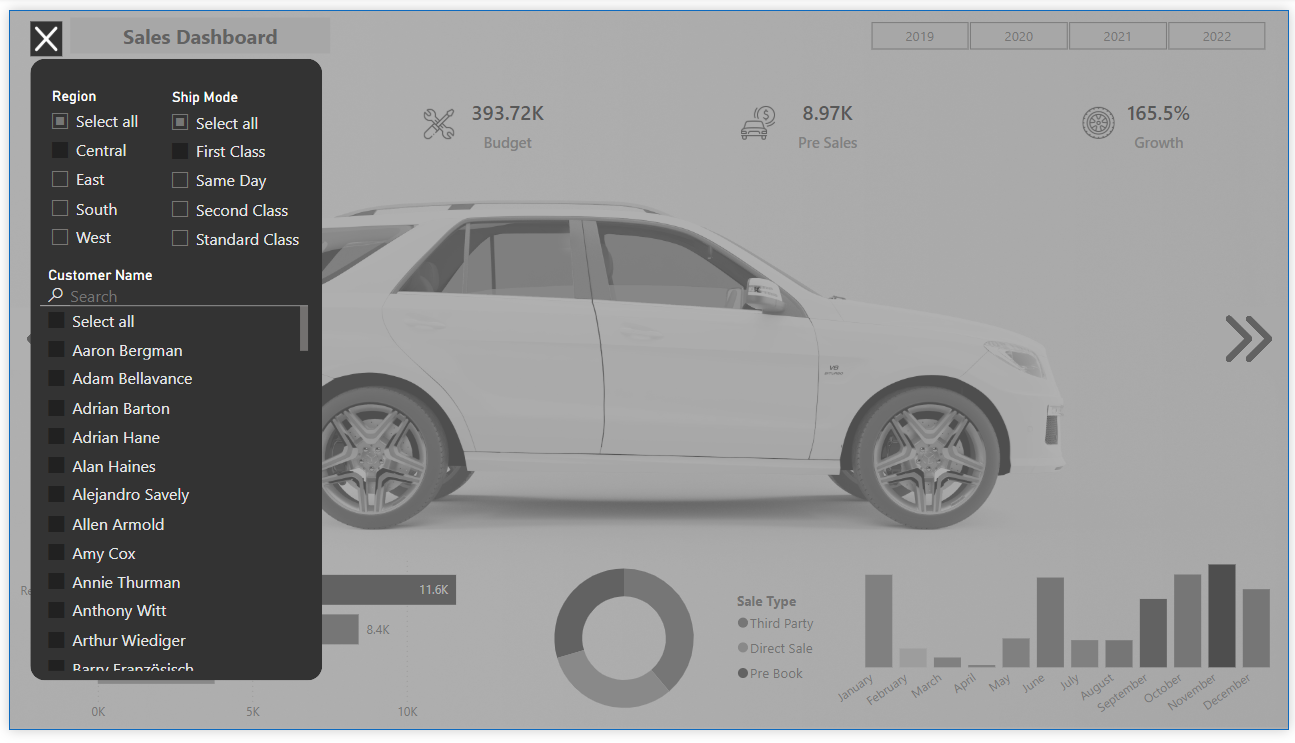 Sales Dashboard
2019 2020 2021 2022
Region
Select all
Central
East
South
West
Ship Mode
Select all
First Class
Same Day
Second Class
Standard Class
Customer Name
Search
Select all
Aaron Bergman
Adam Bellavance
Adrian Barton
Adrian Hane
Alan Haines
Alejandro Savely
Allen Armold
Amy Cox
Annie Thurman
Anthony Witt
Arthur Wiediger
Barry Französisch
393.72K
Budget
8.97K
Pre Sales
165.5%
Growth
V8
11.6K
8.4K
0K 5K 10K
Sale Type
Third Party
Direct Sale
Pre Book
January February March April May June July August September October November December